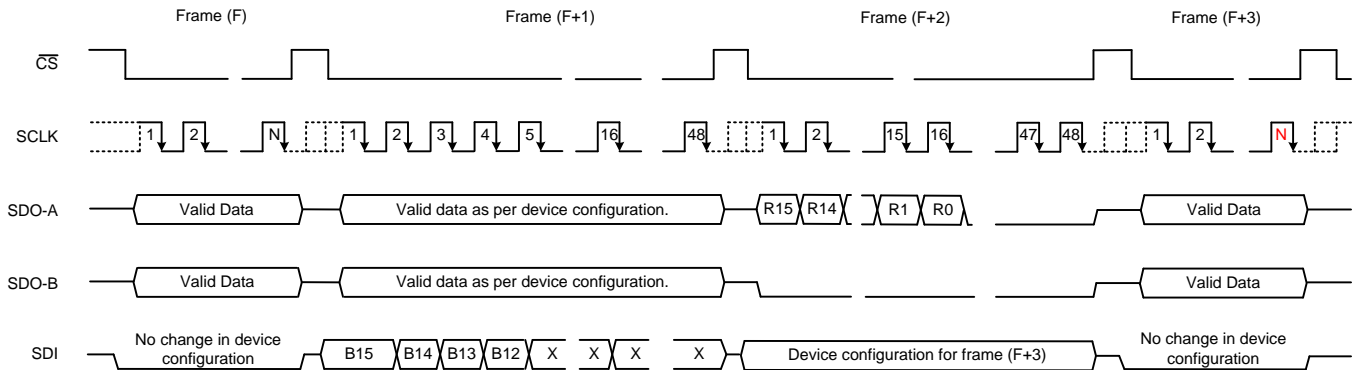 Frame (F) Frame (F+1) Frame (F+2) Frame (F+3)
CS
SCLK 1 2 N 1 2 3 4 5 16 48 1 2 15 16 47 48 1 2 N
SDO-A Valid Data Valid data as per device configuration. R15 R14 R1 R0 Valid Data
SDO-B Valid Data Valid data as per device configuration. Valid Data
SDI No change in device configuration B15 B14 B13 B12 X X X X Device configuration for frame (F+3) No change in device configuration